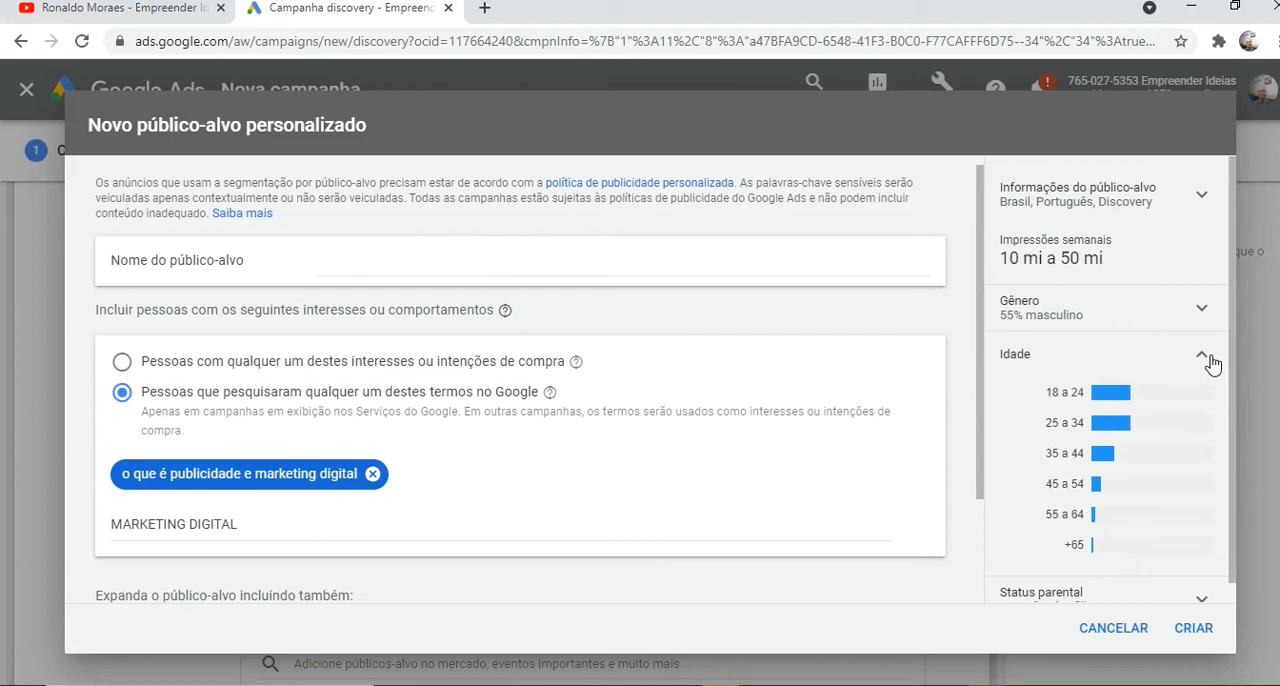 Ronaldo Moraes - Empreender I
Campanha discovery - Empreend
ads.google.com/aw/campaigns/new/discovery?ocid=117664240&cmpnInfo=%7B"1"%3A11%2C"8"%3A"a47BFA9CD-6548-41F3-B0C0-F77CAFFF6D75--34"%2C"34"%3Atrue...
Google Ads Nova campanha
765-027-5353 Empreender Ideias
1
Novo público-alvo personalizado
Os anúncios que usam a segmentação por público-alvo precisam estar de acordo com a política de publicidade personalizada. As palavras-chave sensíveis serão
veiculadas apenas contextualmente ou não serão veiculadas. Todas as campanhas estão sujeitas às políticas de publicidade do Google Ads e não podem incluir
conteúdo inadequado. Saiba mais
Nome do público-alvo
Incluir pessoas com os seguintes interesses ou comportamentos
Pessoas com qualquer um destes interesses ou intenções de compra
Pessoas que pesquisaram qualquer um destes termos no Google
Apenas em campanhas em exibição nos Serviços do Google. Em outras campanhas, os termos serão usados como interesses ou intenções de
compra.
o que é publicidade e marketing digital
MARKETING DIGITAL
Expanda o público-alvo incluindo também:
Informações do público-alvo
Brasil, Português, Discovery
Impressões semanais
10 mi a 50 mi
Gênero
55% masculino
Idade
18 a 24
25 a 34
35 a 44
45 a 54
55 a 64
+65
Status parental
que o
CANCELAR CRIAR
Adicione públicos-alvo no mercado, eventos importantes e muito mais